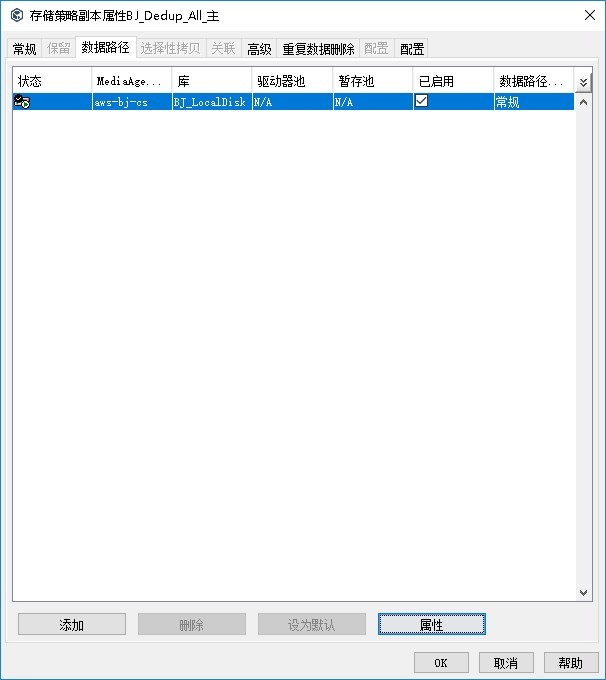 存储策略副本属性BJ_Dedup_All_主
常规 保留 数据路径 选择性拷贝 关联 高级 重复数据删除 配置 配置
状态 MediaAge... 库 驱动器池 暂存池 已启用 数据路径...
aws-bj-cs BJ_LocalDisk N/A N/A 常规
添加 删除 设为默认 属性
OK 取消 帮助